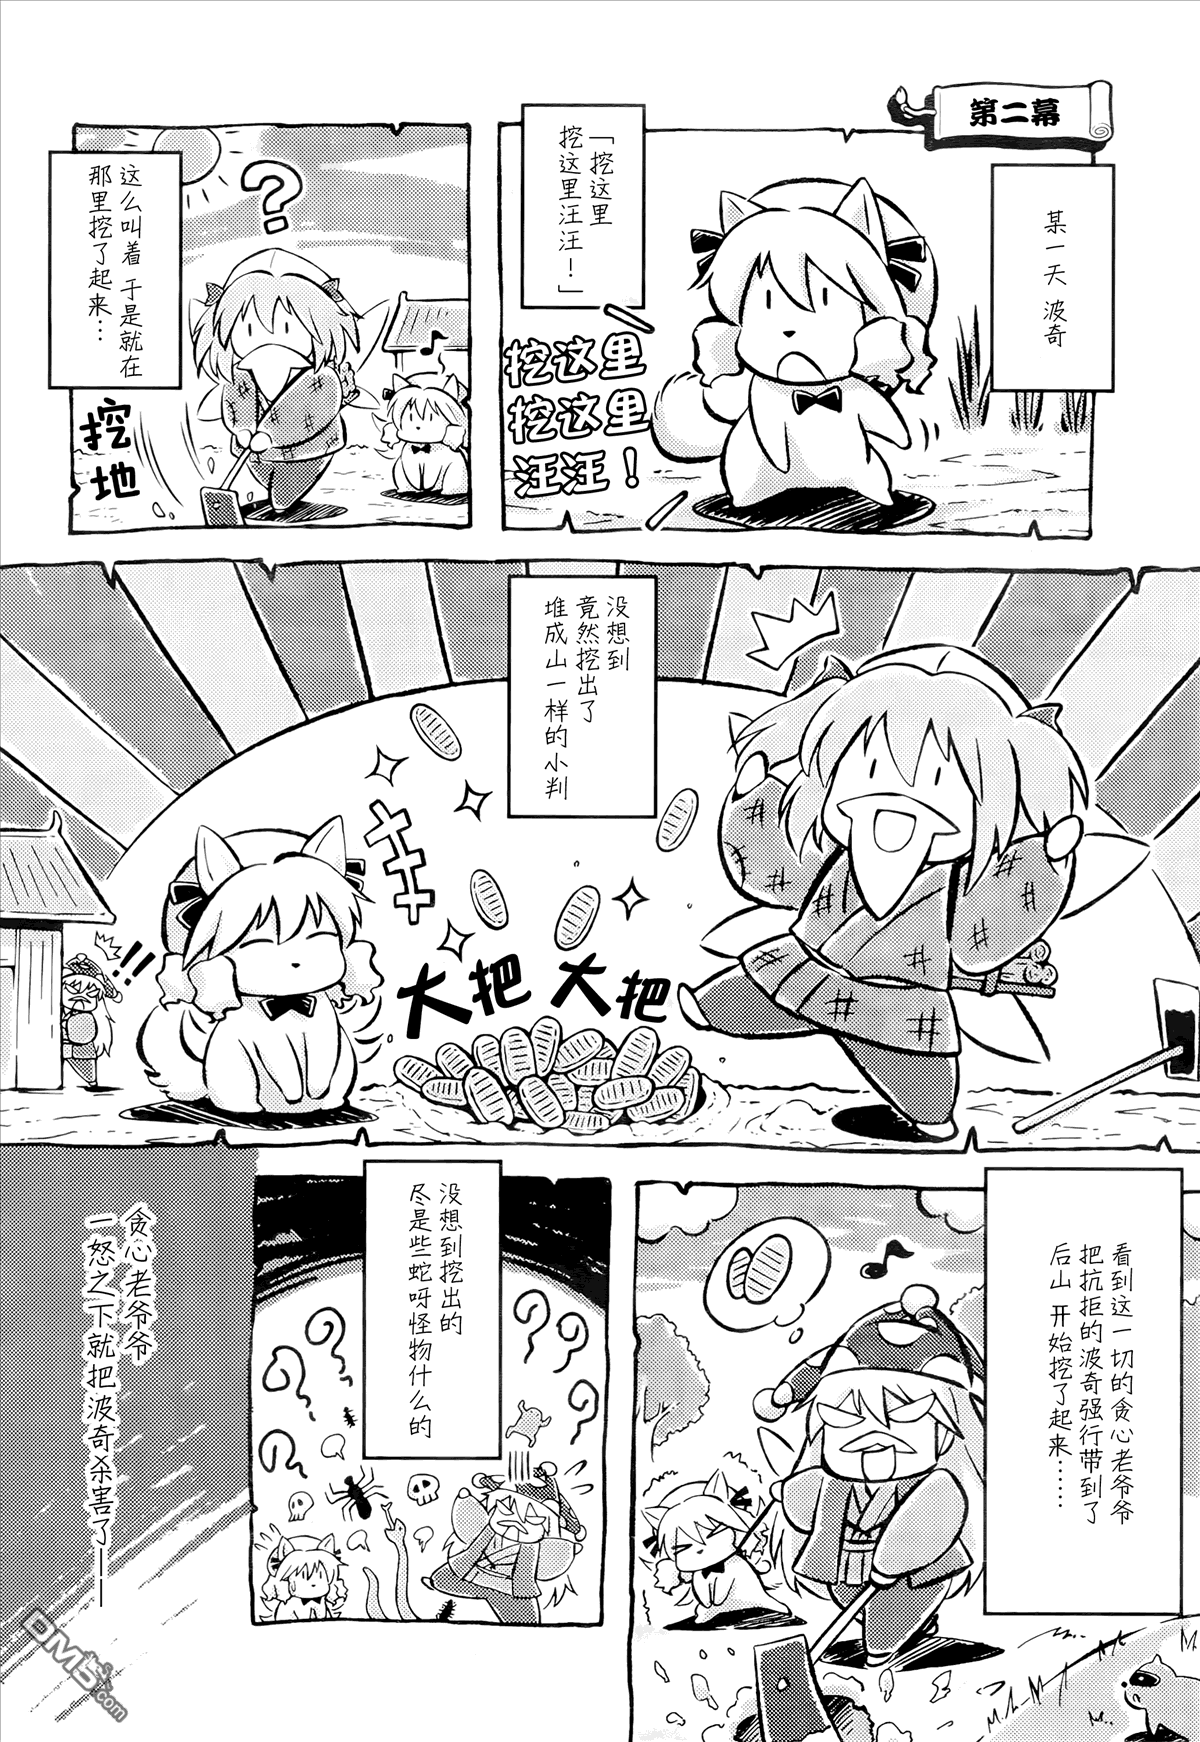 第二幕
某一天 波奇
「挖这里
挖这里汪汪！」
挖这里
挖这里
汪汪！
这么叫着 于是就在
那里挖了起来…
？
挖
地
没想到
竟然挖出了
堆成山一样的小判
!!
大把 大把
看到这一切的贪心老爷爷
把抗拒的波奇强行带到了
后山 开始挖了起来……
没想到挖出的
尽是些蛇呀怪物什么的
？
？
？
？
贪心老爷爷
一怒之下就把波奇杀害了——
DM5.com